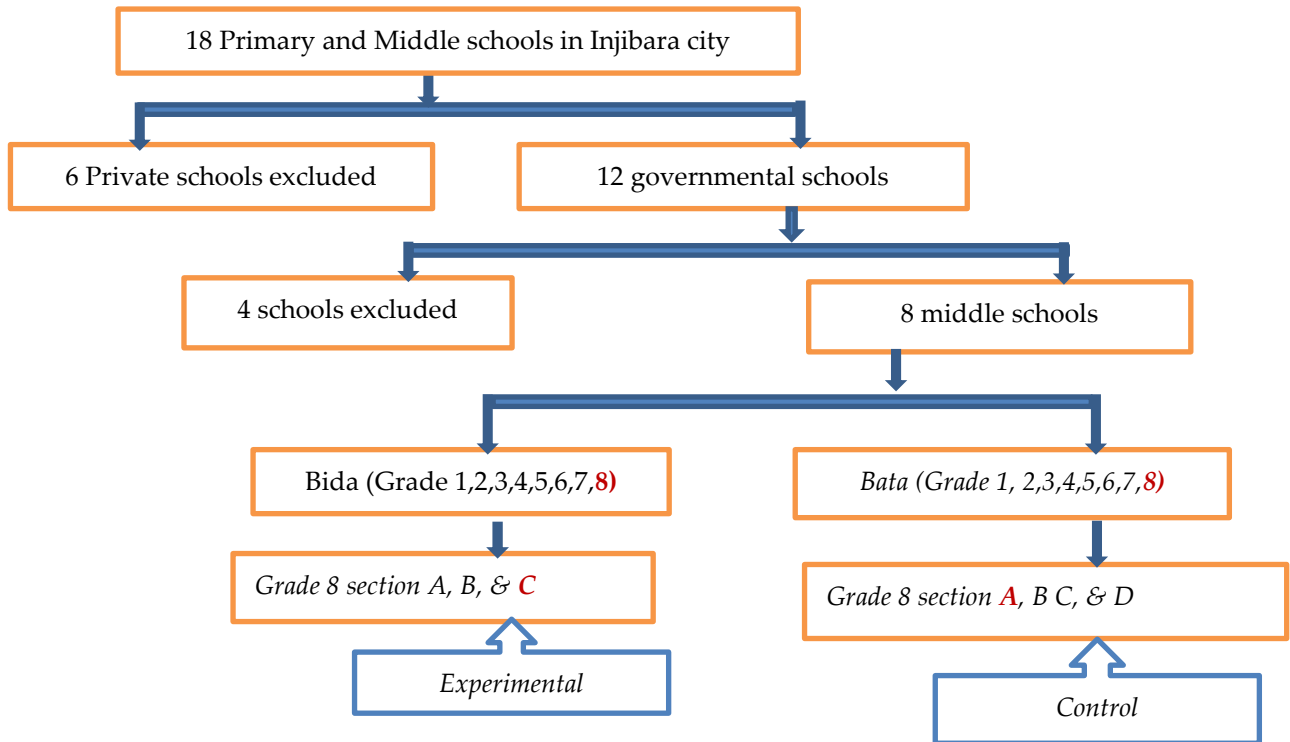 18 Primary and Middle schools in Injibara city
6 Private schools excluded
12 governmental schools
4 schools excluded
8 middle schools
Bida (Grade 1,2,3,4,5,6,7,8)
Bata (Grade 1, 2,3,4,5,6,7,8)
Grade 8 section A, B, & C
Grade 8 section A, B C, & D
Experimental
Control